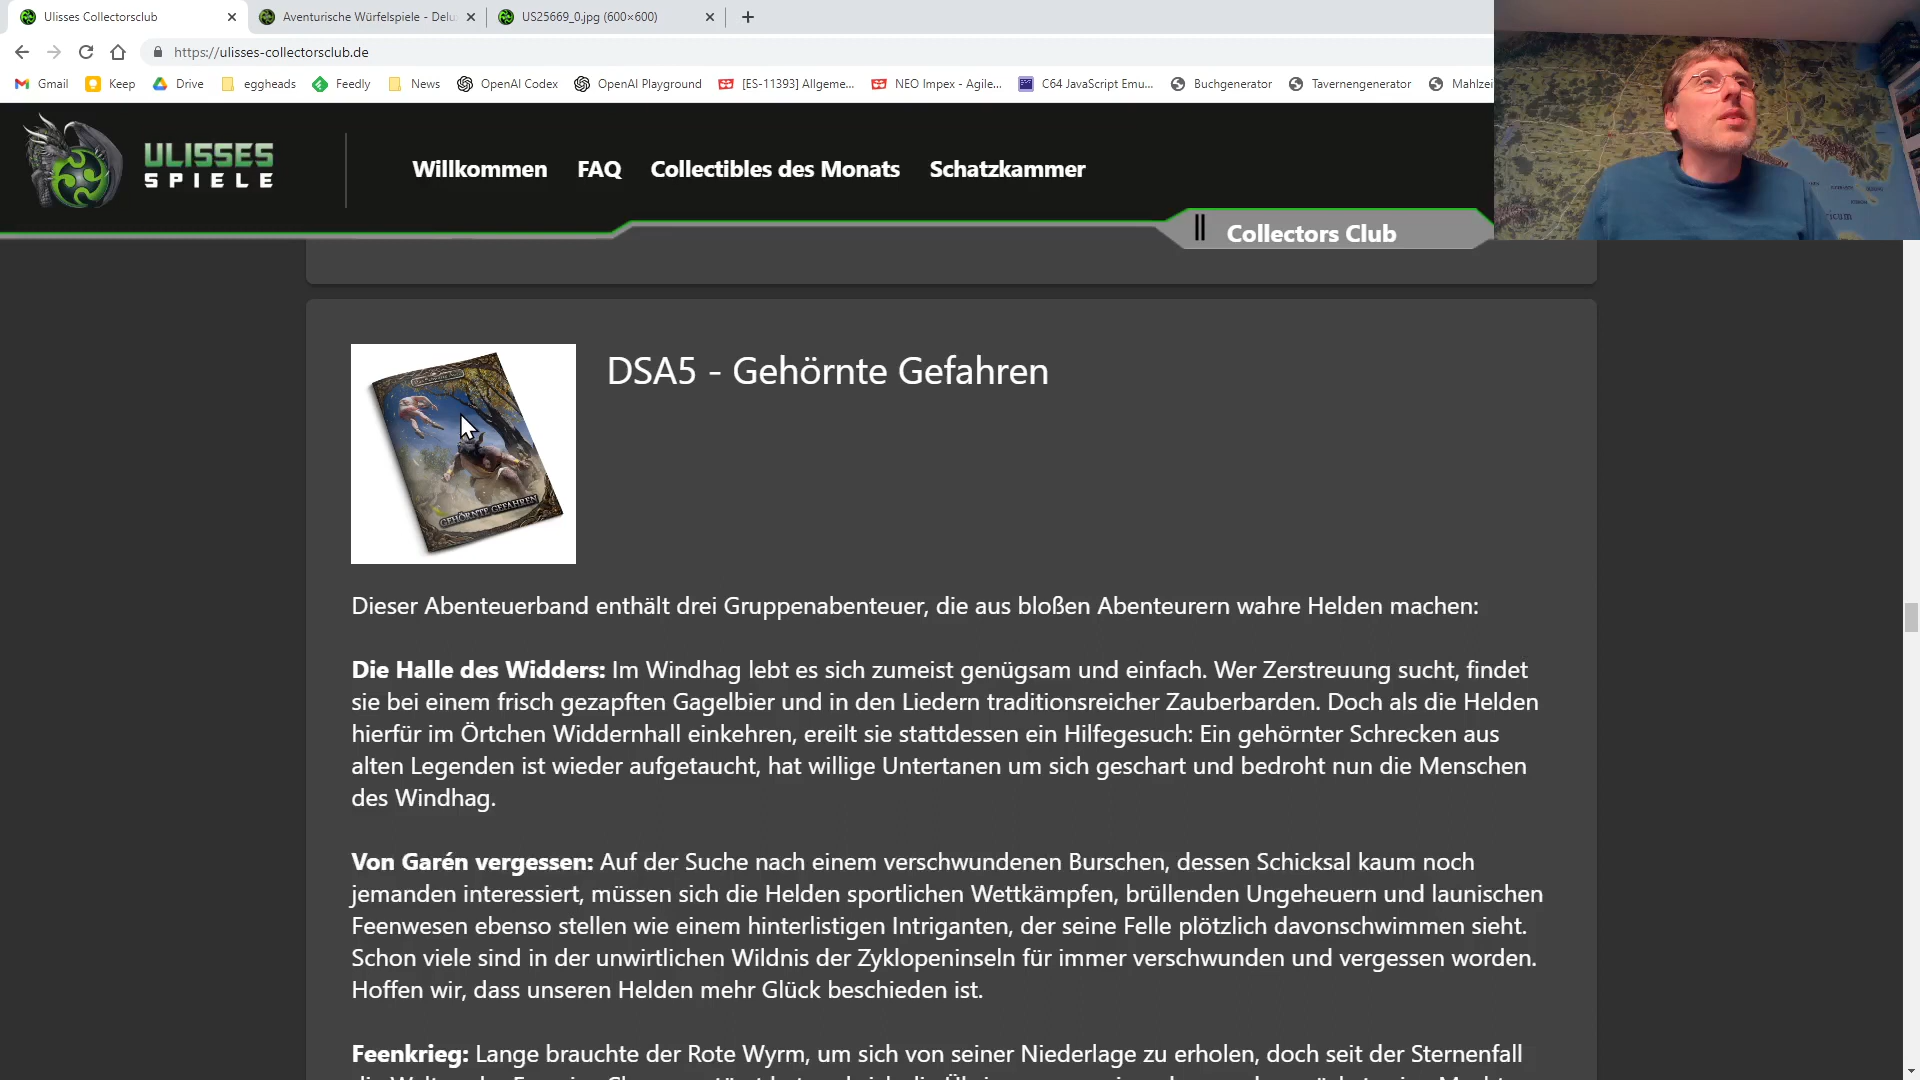 Ulisses Collectorsclub
Aventurische Würfelspiele - Delu
US25669_0.jpg (600×600)
https://ulisses-collectorsclub.de
Gmail
Keep
Drive
eggheads
Feedly
News
OpenAI Codex
OpenAI Playground
[ES-11393] Allgeme...
NEO Impex - Agile...
C64 JavaScript Emu...
Buchgenerator
Tavernengenerator
Mahlzei
ULISSES
SPIELE
Willkommen
FAQ
Collectibles des Monats
Schatzkammer
Collectors Club
DSA5 - Gehörnte Gefahren
GEHÖRNTE GEFAHREN
Dieser Abenteuerband enthält drei Gruppenabenteuer, die aus bloßen Abenteurern wahre Helden machen:
Die Halle des Widders: Im Windhag lebt es sich zumeist genügsam und einfach. Wer Zerstreuung sucht, findet
sie bei einem frisch gezapften Gagelbier und in den Liedern traditionsreicher Zauberbarden. Doch als die Helden
hierfür im Örtchen Widdernhall einkehren, ereilt sie stattdessen ein Hilfegesuch: Ein gehörnter Schrecken aus
alten Legenden ist wieder aufgetaucht, hat willige Untertanen um sich geschart und bedroht nun die Menschen
des Windhag.
Von Garén vergessen: Auf der Suche nach einem verschwundenen Burschen, dessen Schicksal kaum noch
jemanden interessiert, müssen sich die Helden sportlichen Wettkämpfen, brüllenden Ungeheuern und launischen
Feenwesen ebenso stellen wie einem hinterlistigen Intriganten, der seine Felle plötzlich davonschwimmen sieht.
Schon viele sind in der unwirtlichen Wildnis der Zyklopeninseln für immer verschwunden und vergessen worden.
Hoffen wir, dass unseren Helden mehr Glück beschieden ist.
Feenkrieg: Lange brauchte der Rote Wyrm, um sich von seiner Niederlage zu erholen, doch seit der Sternenfall